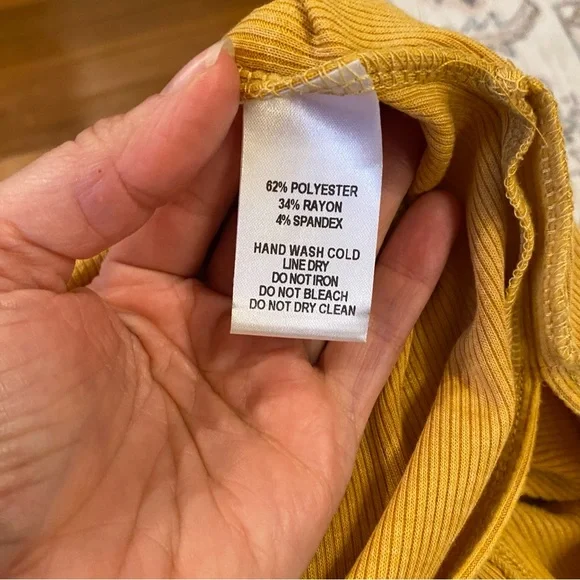 62% POLYESTER
34% RAYON
4% SPANDEX
HAND WASH COLD
LINE DRY
DO NOT IRON
DO NOT BLEACH
DO NOT DRY CLEAN